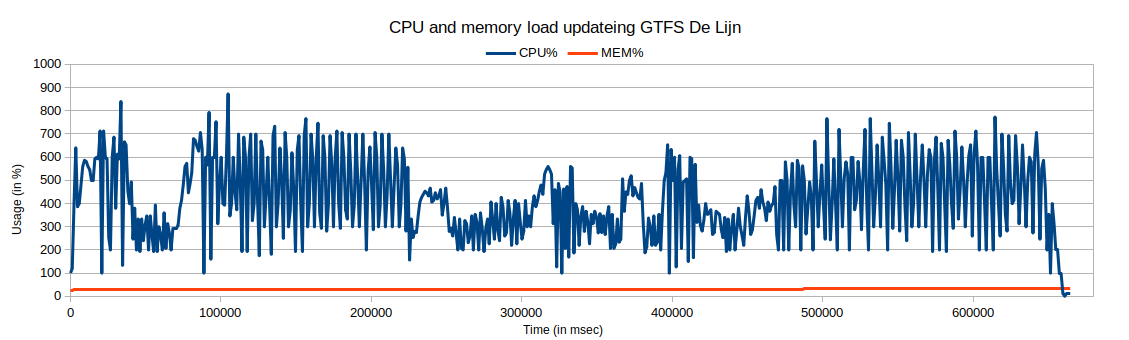 CPU and memory load updateing GTFS De Lijn
CPU% MEM%
1000
900
800
700
600
500
400
300
200
100
0
Usage (in %)
0 100000 200000 300000 400000 500000 600000
Time (in msec)